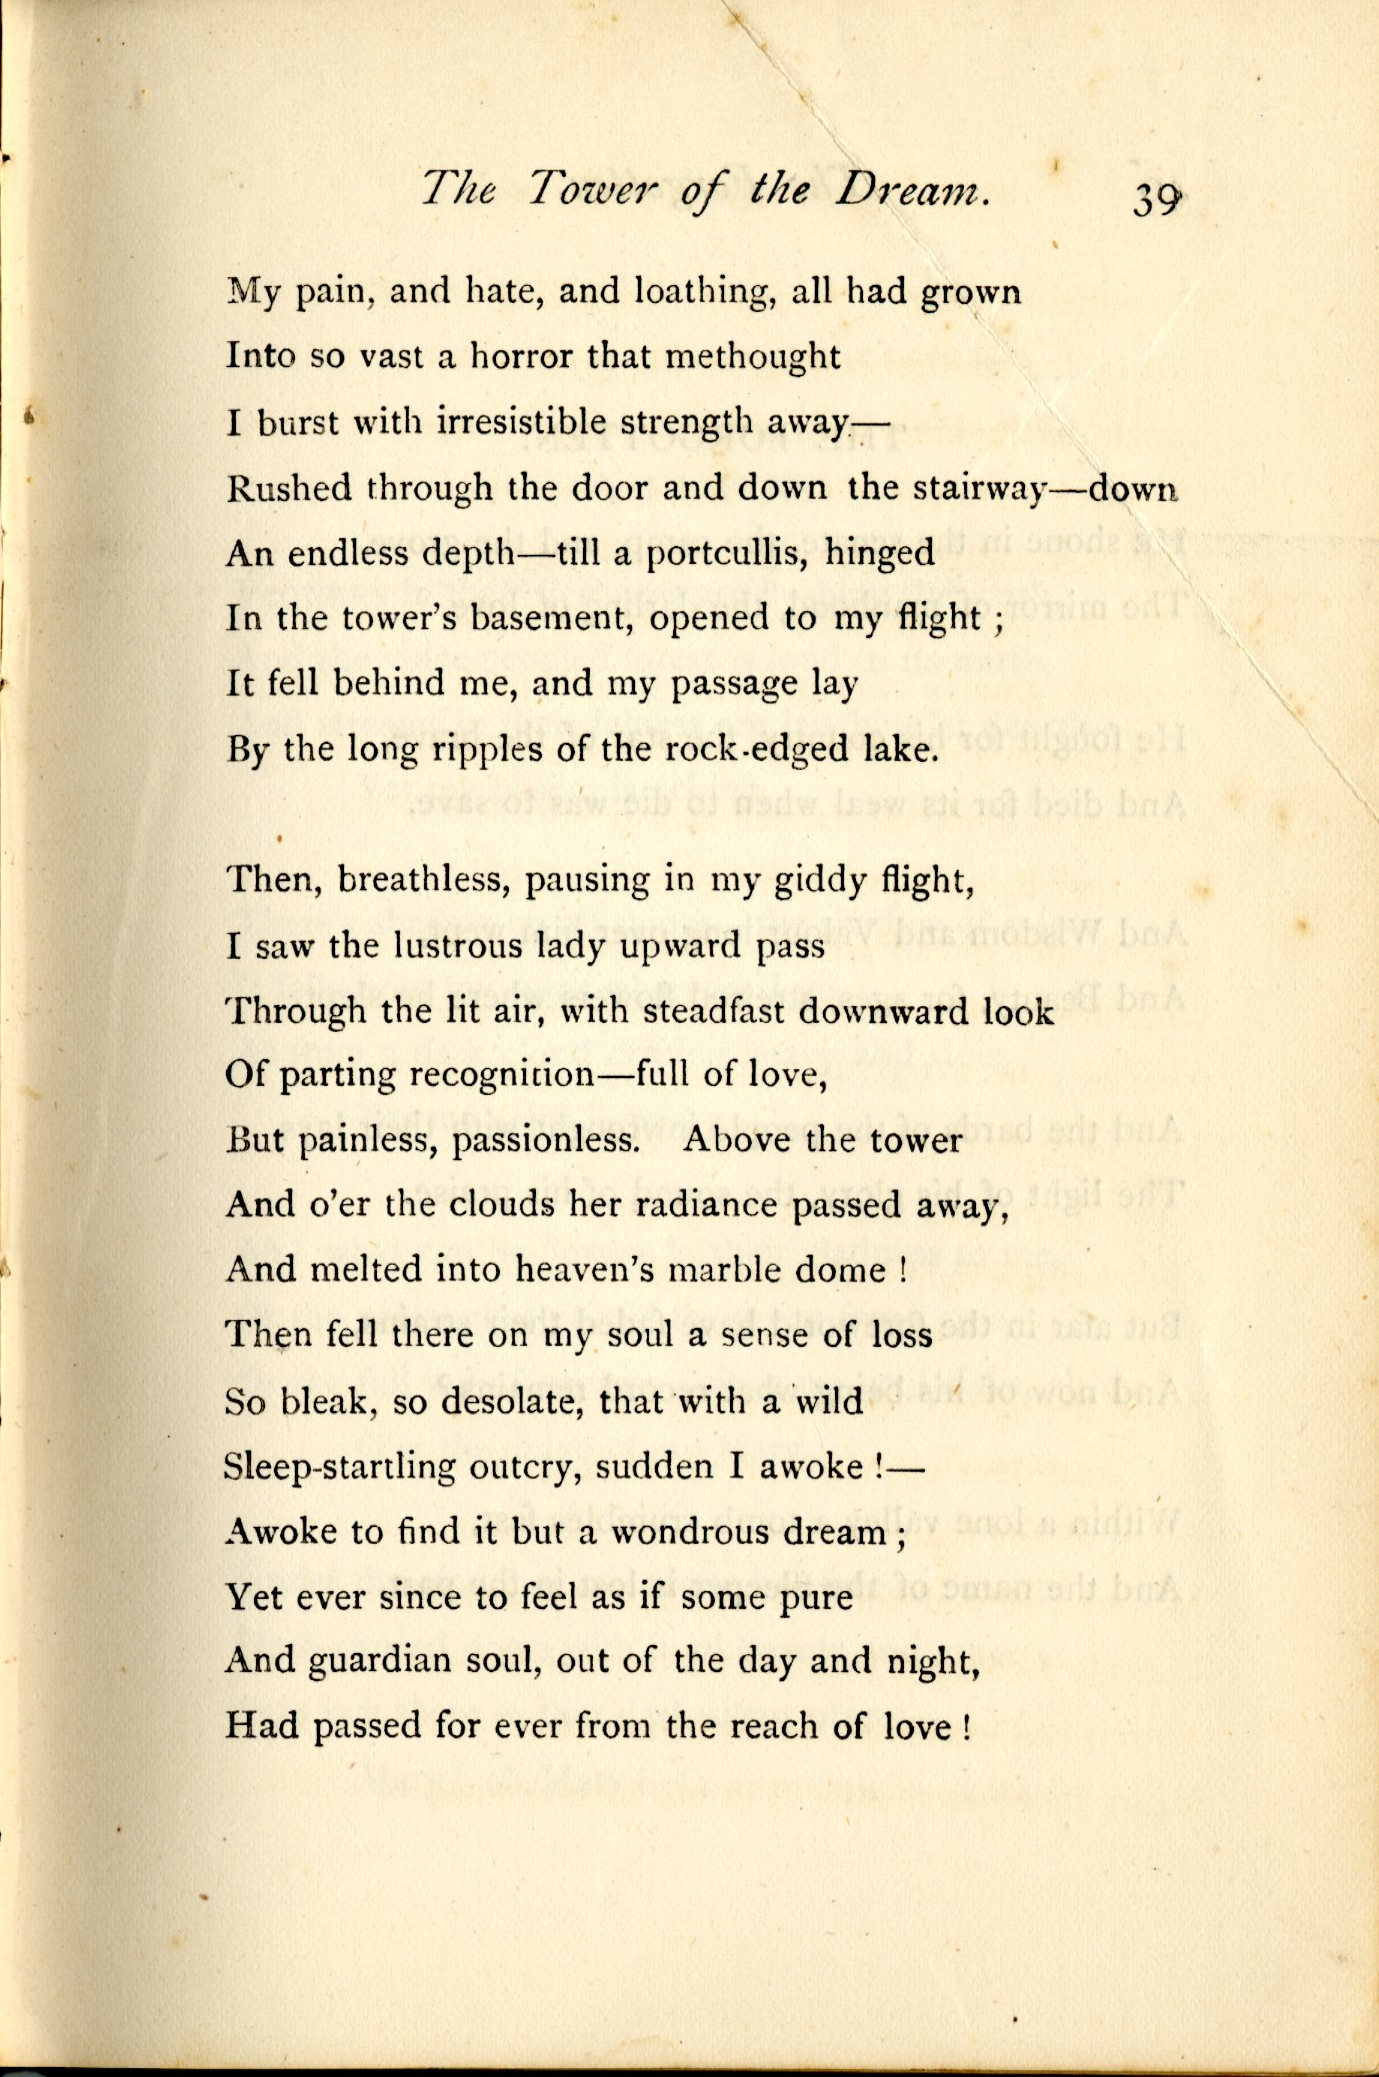 The Tower of the Dream. 39
My pain, and hate, and loathing, all had grown
Into so vast a horror that methought
I burst with irresistible strength away—
Rushed through the door and down the stairway—down
An endless depth—till a portcullis, hinged
In the tower's basement, opened to my flight ;
It fell behind me, and my passage lay
By the long ripples of the rock-edged lake.
Then, breathless, pausing in my giddy flight,
I saw the lustrous lady upward pass
Through the lit air, with steadfast downward look
Of parting recognition—full of love,
But painless, passionless. Above the tower
And o'er the clouds her radiance passed away,
And melted into heaven's marble dome !
Then fell there on my soul a sense of loss
So bleak, so desolate, that with a wild
Sleep-startling outcry, sudden I awoke !—
Awoke to find it but a wondrous dream ;
Yet ever since to feel as if some pure
And guardian soul, out of the day and night,
Had passed for ever from the reach of love !